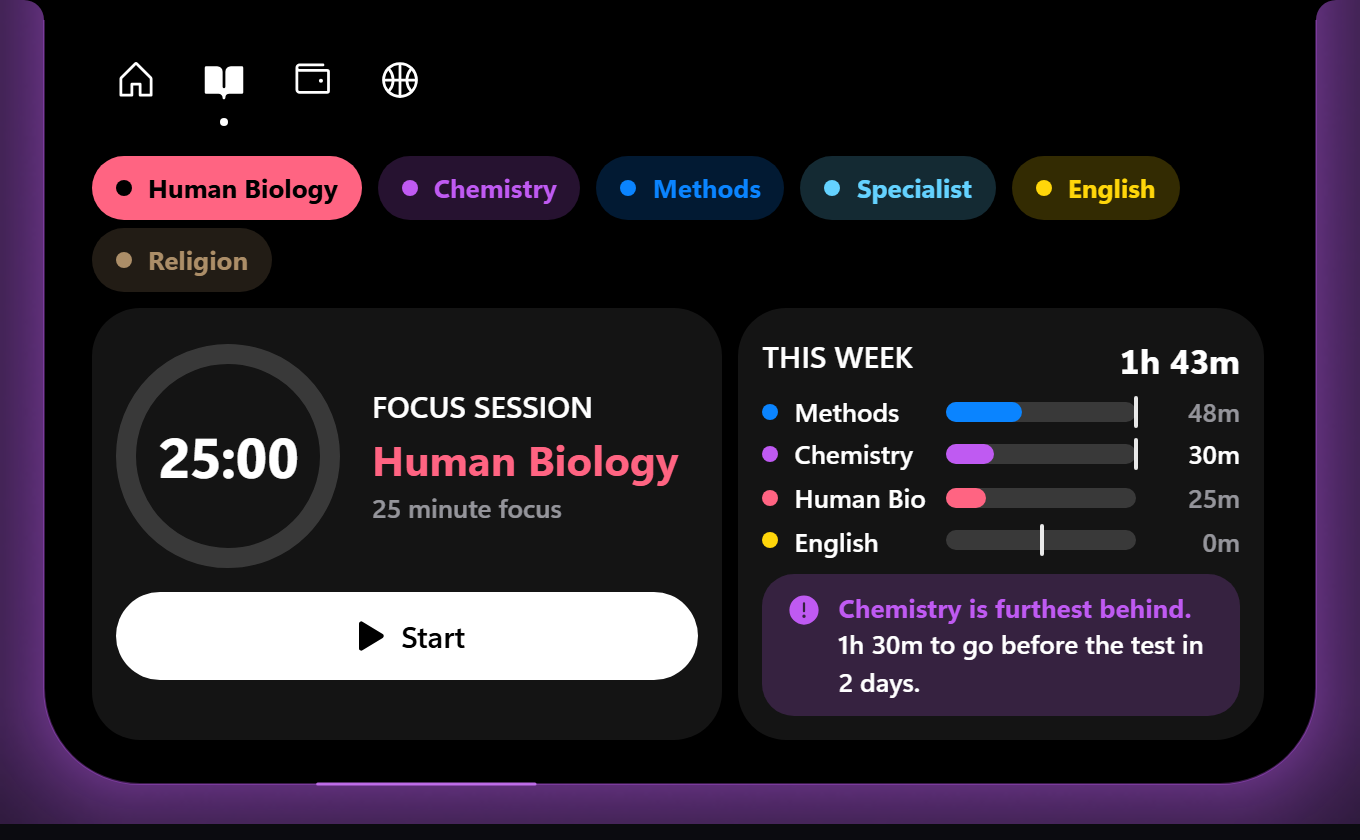 Human Biology
Chemistry
Methods
Specialist
English
Religion
25:00
FOCUS SESSION
Human Biology
25 minute focus
Start
THIS WEEK
1h 43m
Methods
48m
Chemistry
30m
Human Bio
25m
English
0m
Chemistry is furthest behind.
1h 30m to go before the test in
2 days.